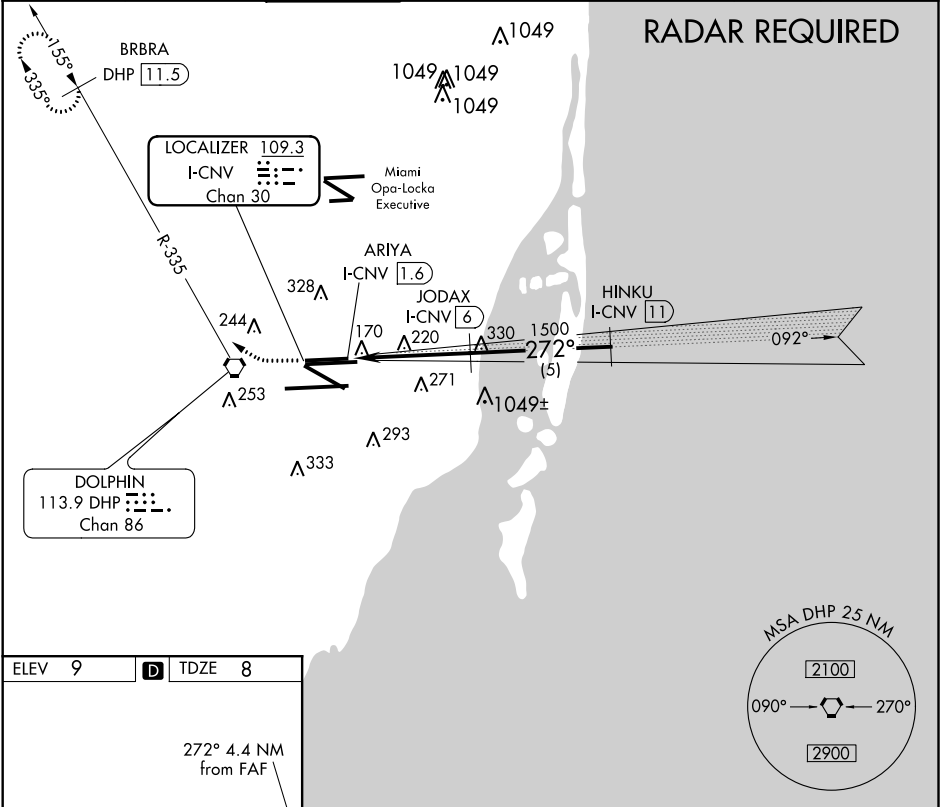 RADAR REQUIRED
1049
1049
1049
1049
BRBRA
DHP 11.5
155°
335°
LOCALIZER 109.3
I-CNV
Chan 30
Miami
Opa-Locka
Executive
R-335
ARIYA
I-CNV 1.6
JODAX
I-CNV 6
HINKU
I-CNV 11
328
244
170
220
330
1500
272°
(5)
092°
253
271
1049±
293
333
DOLPHIN
113.9 DHP
Chan 86
MSA DHP 25 NM
2100
090°
270°
2900
ELEV 9
D
TDZE 8
272° 4.4 NM
from FAF